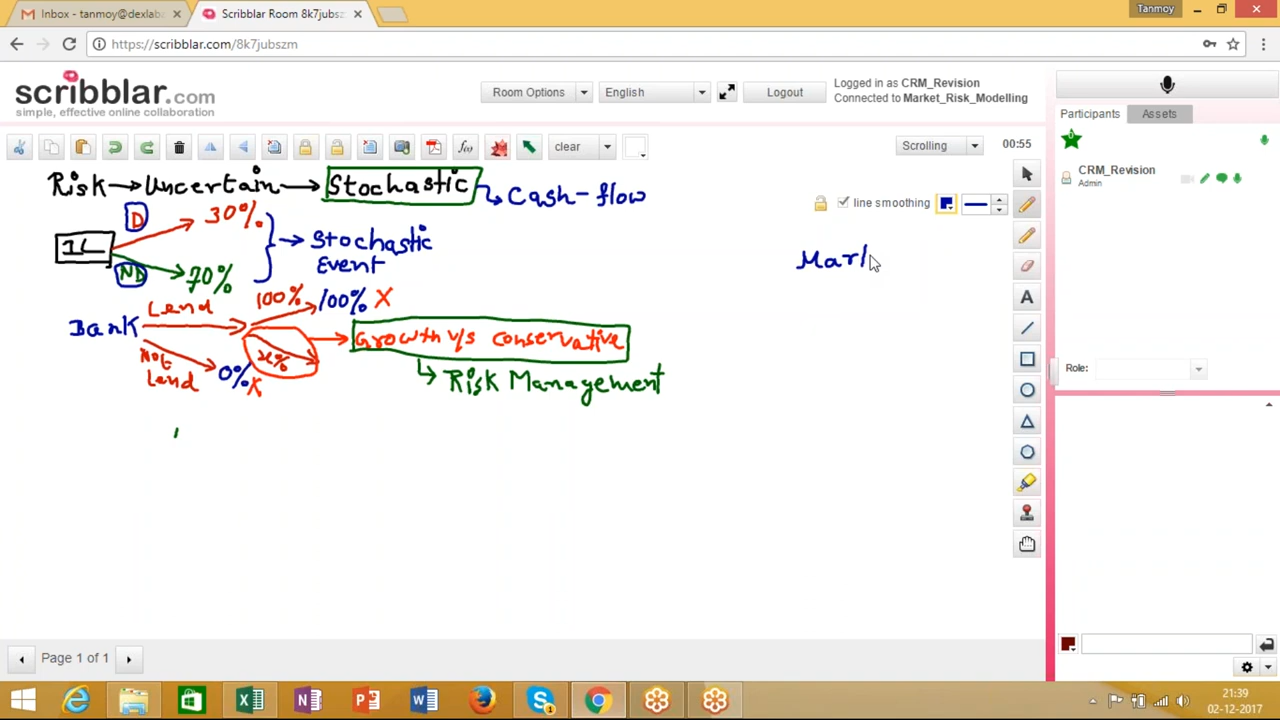 Inbox - tanmoy@dexlab
Scribblar Room 8k7jubsz
Tanmoy
https://scribblar.com/8k7jubszm
scribblar.com
simple, effective online collaboration
Room Options
English
Logout
Logged in as CRM_Revision
Connected to Market_Risk_Modelling
Participants
Assets
clear
Scrolling
00:55
CRM_Revision
Admin
line smoothing
Risk → Uncertain → Stochastic
Cash-flow
D
30%
1L
Stochastic
Event
ND
70%
Mar
Lend
100%
100% X
Bank
Growth v/s Conservative
x%
Not
Lend
0% X
Risk Management
Role:
Page 1 of 1
21:39
02-12-2017